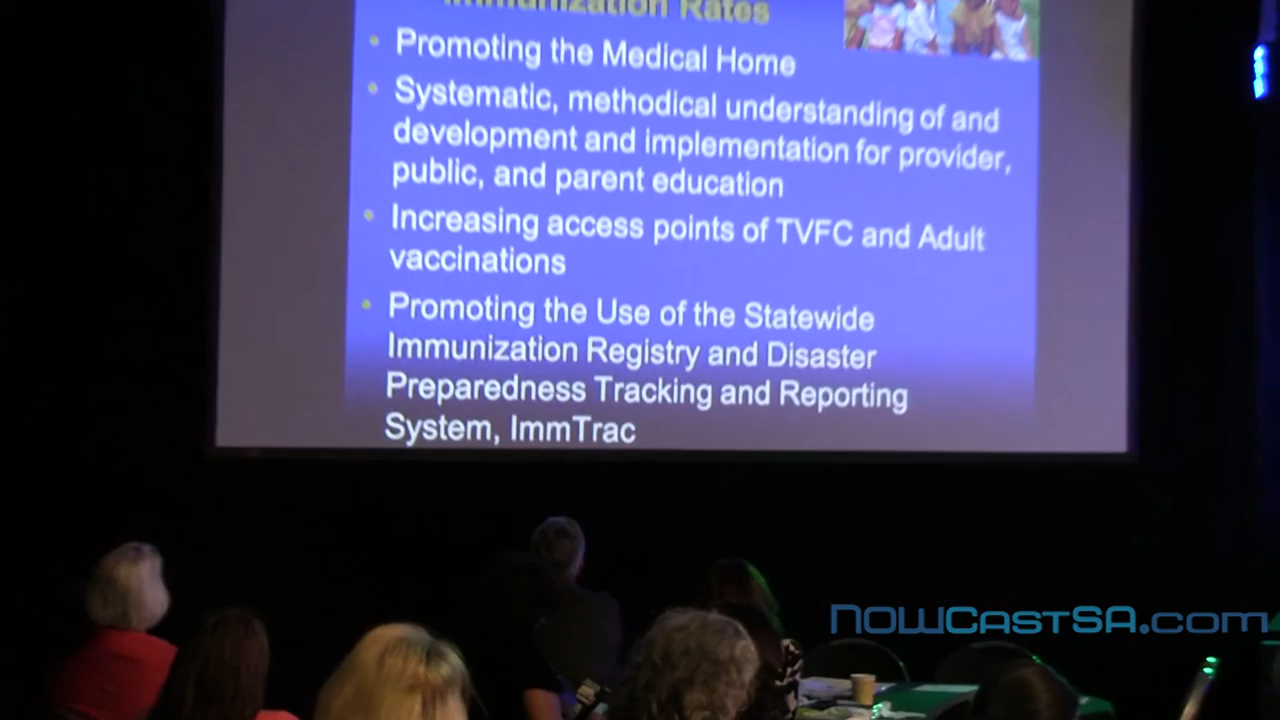 Immunization Rates
Promoting the Medical Home
Systematic, methodical understanding of and
development and implementation for provider,
public, and parent education
Increasing access points of TVFC and Adult
vaccinations
Promoting the Use of the Statewide
Immunization Registry and Disaster
Preparedness Tracking and Reporting
System, ImmTrac
NOWCastSA.com